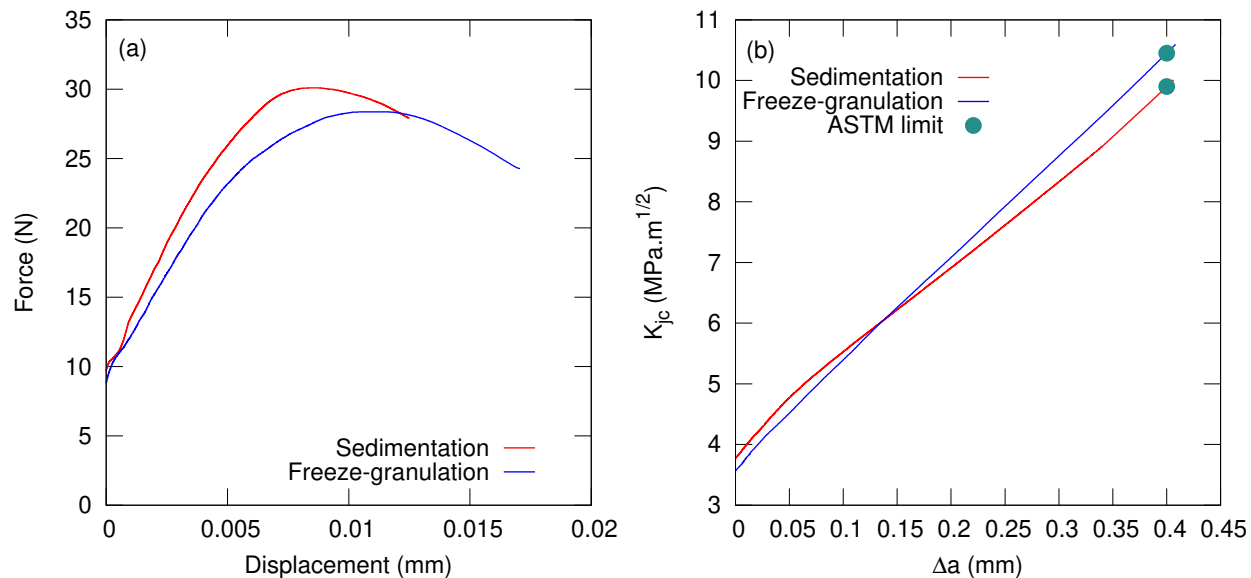 (a)
35
30
25
20
15
10
5
0
Force (N)
Sedimentation
Freeze-granulation
0 0.005 0.01 0.015 0.02
Displacement (mm)
(b)
11
10
9
8
7
6
5
4
3
K_jc (MPa.m^1/2)
Sedimentation
Freeze-granulation
ASTM limit
0 0.05 0.1 0.15 0.2 0.25 0.3 0.35 0.4 0.45
Δa (mm)